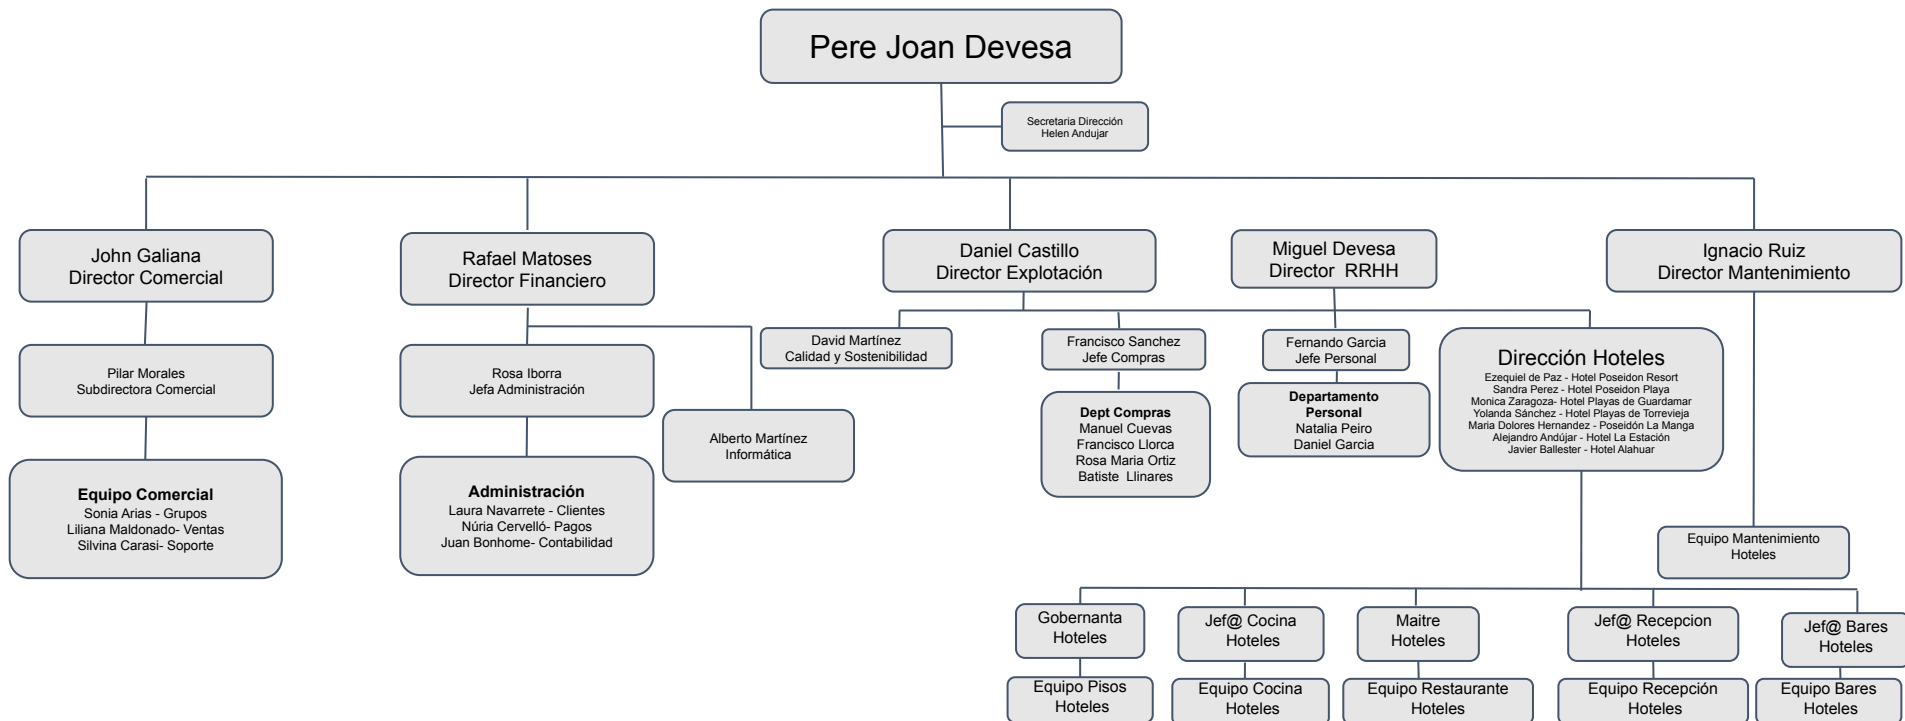 Pere Joan Devesa
Secretaria Dirección
Helen Andujar
John Galiana
Director Comercial
Rafael Matoses
Director Financiero
Daniel Castillo
Director Explotación
Miguel Devesa
Director RRHH
Ignacio Ruiz
Director Mantenimiento
Pilar Morales
Subdirectora Comercial
Rosa Iborra
Jefa Administración
David Martínez
Calidad y Sostenibilidad
Francisco Sanchez
Jefe Compras
Fernando Garcia
Jefe Personal
Dirección Hoteles
Ezequiel de Paz - Hotel Poseidon Resort
Sandra Perez - Hotel Poseidon Playa
Monica Zaragoza- Hotel Playas de Guardamar
Yolanda Sánchez - Hotel Playas de Torrevieja
Maria Dolores Hernandez - Poseidón La Manga
Alejandro Andújar - Hotel La Estación
Javier Ballester - Hotel Alahuar
Equipo Comercial
Sonia Arias - Grupos
Liliana Maldonado- Ventas
Silvina Carasi- Soporte
Administración
Laura Navarrete - Clientes
Núria Cervelló- Pagos
Juan Bonhome- Contabilidad
Alberto Martínez
Informática
Dept Compras
Manuel Cuevas
Francisco Llorca
Rosa Maria Ortiz
Batiste Llinares
Departamento
Personal
Natalia Peiro
Daniel Garcia
Equipo Mantenimiento
Hoteles
Gobernanta
Hoteles
Jef@ Cocina
Hoteles
Maitre
Hoteles
Jef@ Recepcion
Hoteles
Jef@ Bares
Hoteles
Equipo Pisos
Hoteles
Equipo Cocina
Hoteles
Equipo Restaurante
Hoteles
Equipo Recepción
Hoteles
Equipo Bares
Hoteles